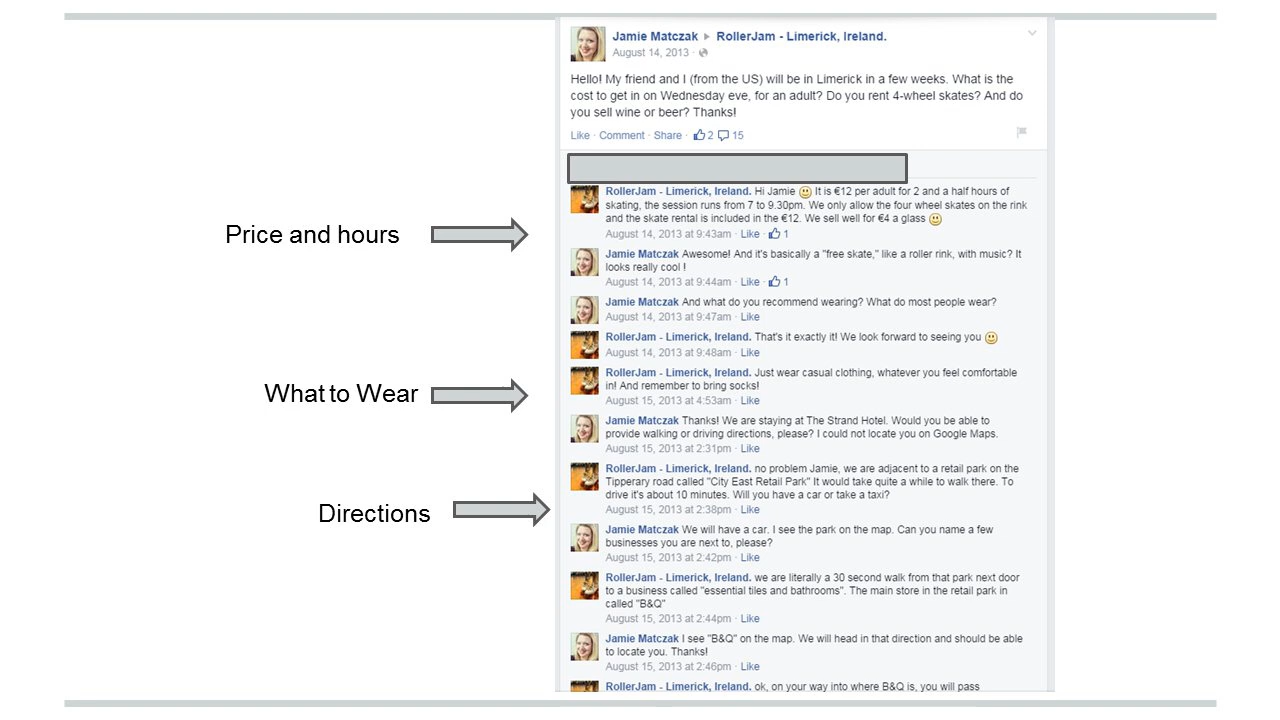 Jamie Matczak ▸ RollerJam - Limerick, Ireland.
August 14, 2013 ·
Hello! My friend and I (from the US) will be in Limerick in a few weeks. What is the
cost to get in on Wednesday eve, for an adult? Do you rent 4-wheel skates? And do
you sell wine or beer? Thanks!
Like · Comment · Share · 2 15
RollerJam - Limerick, Ireland. Hi Jamie It is €12 per adult for 2 and a half hours of
skating, the session runs from 7 to 9.30pm. We only allow the four wheel skates on the rink
and the skate rental is included in the €12. We sell well for €4 a glass
August 14, 2013 at 9:43am · Like · 1
Price and hours
Jamie Matczak Awesome! And it's basically a "free skate," like a roller rink, with music? It
looks really cool !
August 14, 2013 at 9:44am · Like · 1
Jamie Matczak And what do you recommend wearing? What do most people wear?
August 14, 2013 at 9:47am · Like
RollerJam - Limerick, Ireland. That's it exactly! We look forward to seeing you
August 14, 2013 at 9:48am · Like
RollerJam - Limerick, Ireland. Just wear casual clothing, whatever you feel comfortable
in! And remember to bring socks!
August 15, 2013 at 4:53am · Like
What to Wear
Jamie Matczak Thanks! We are staying at The Strand Hotel. Would you be able to
provide walking or driving directions, please? I could not locate you on Google Maps.
August 15, 2013 at 2:31pm · Like
RollerJam - Limerick, Ireland. no problem Jamie, we are adjacent to a retail park on the
Tipperary road called "City East Retail Park" It would take quite a while to walk there. To
drive it's about 10 minutes. Will you have a car or take a taxi?
August 15, 2013 at 2:38pm · Like
Directions
Jamie Matczak We will have a car. I see the park on the map. Can you name a few
businesses you are next to, please?
August 15, 2013 at 2:42pm · Like
RollerJam - Limerick, Ireland. we are literally a 30 second walk from that park next door
to a business called "essential tiles and bathrooms". The main store in the retail park in
called "B&Q"
August 15, 2013 at 2:44pm · Like
Jamie Matczak I see "B&Q" on the map. We will head in that direction and should be able
to locate you. Thanks!
August 15, 2013 at 2:46pm · Like
RollerJam - Limerick, Ireland. ok, on your way into where B&Q is, you will pass